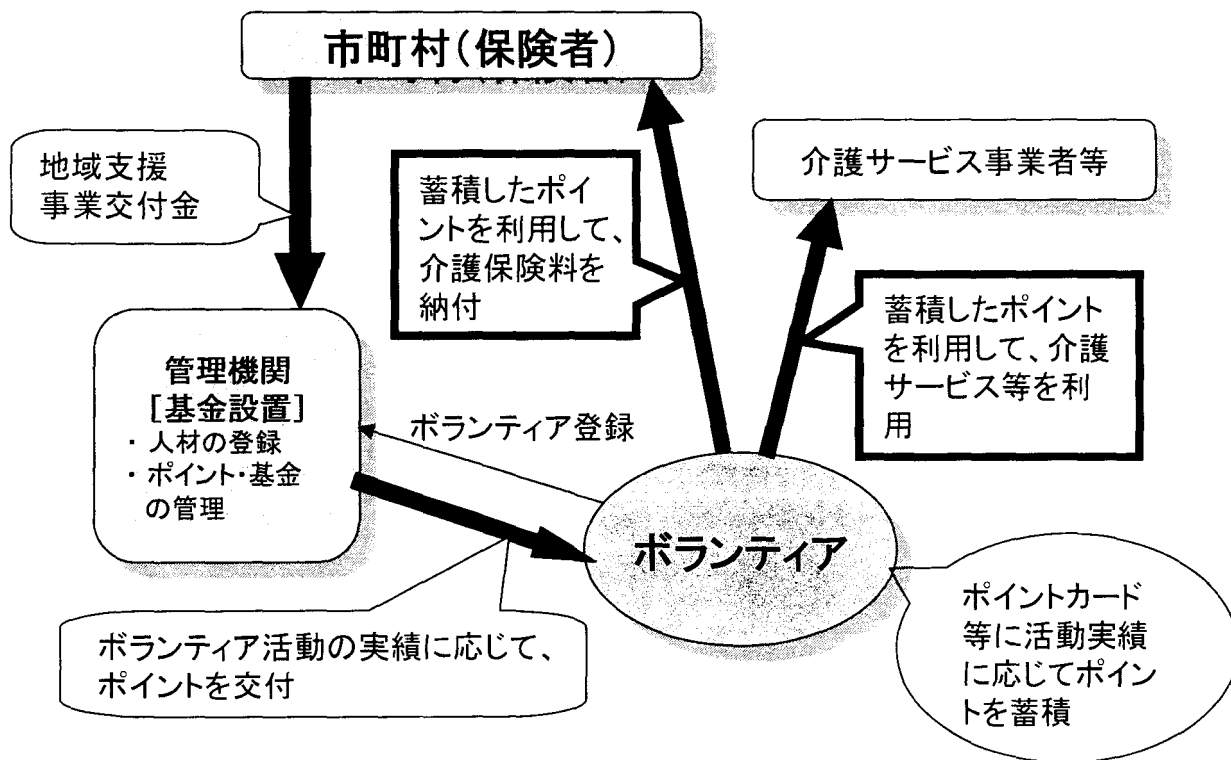 市町村(保険者)
地域支援
事業交付金
蓄積したポイ
ントを利用して、
介護保険料を
納付
介護サービス事業者等
蓄積したポイント
を利用して、介護
サービス等を利
用
管理機関
[基金設置]
・人材の登録
・ポイント・基金
の管理
ボランティア登録
ボランティア
ボランティア活動の実績に応じて、
ポイントを交付
ポイントカード
等に活動実績
に応じてポイン
トを蓄積